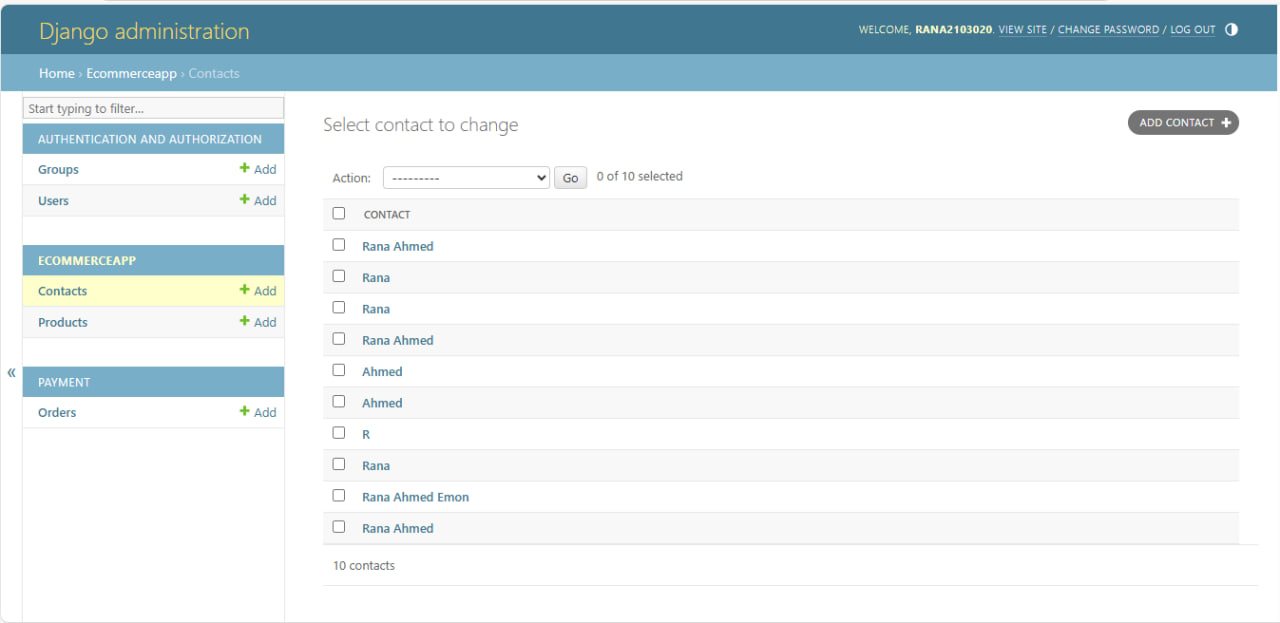 Django administration
WELCOME, RANA2103020. VIEW SITE / CHANGE PASSWORD / LOG OUT
Home › Ecommerceapp › Contacts
Start typing to filter...
AUTHENTICATION AND AUTHORIZATION
Groups + Add
Users + Add
ECOMMERCEAPP
Contacts + Add
Products + Add
«
PAYMENT
Orders + Add
Select contact to change
ADD CONTACT +
Action: --------- Go 0 of 10 selected
CONTACT
Rana Ahmed
Rana
Rana
Rana Ahmed
Ahmed
Ahmed
R
Rana
Rana Ahmed Emon
Rana Ahmed
10 contacts